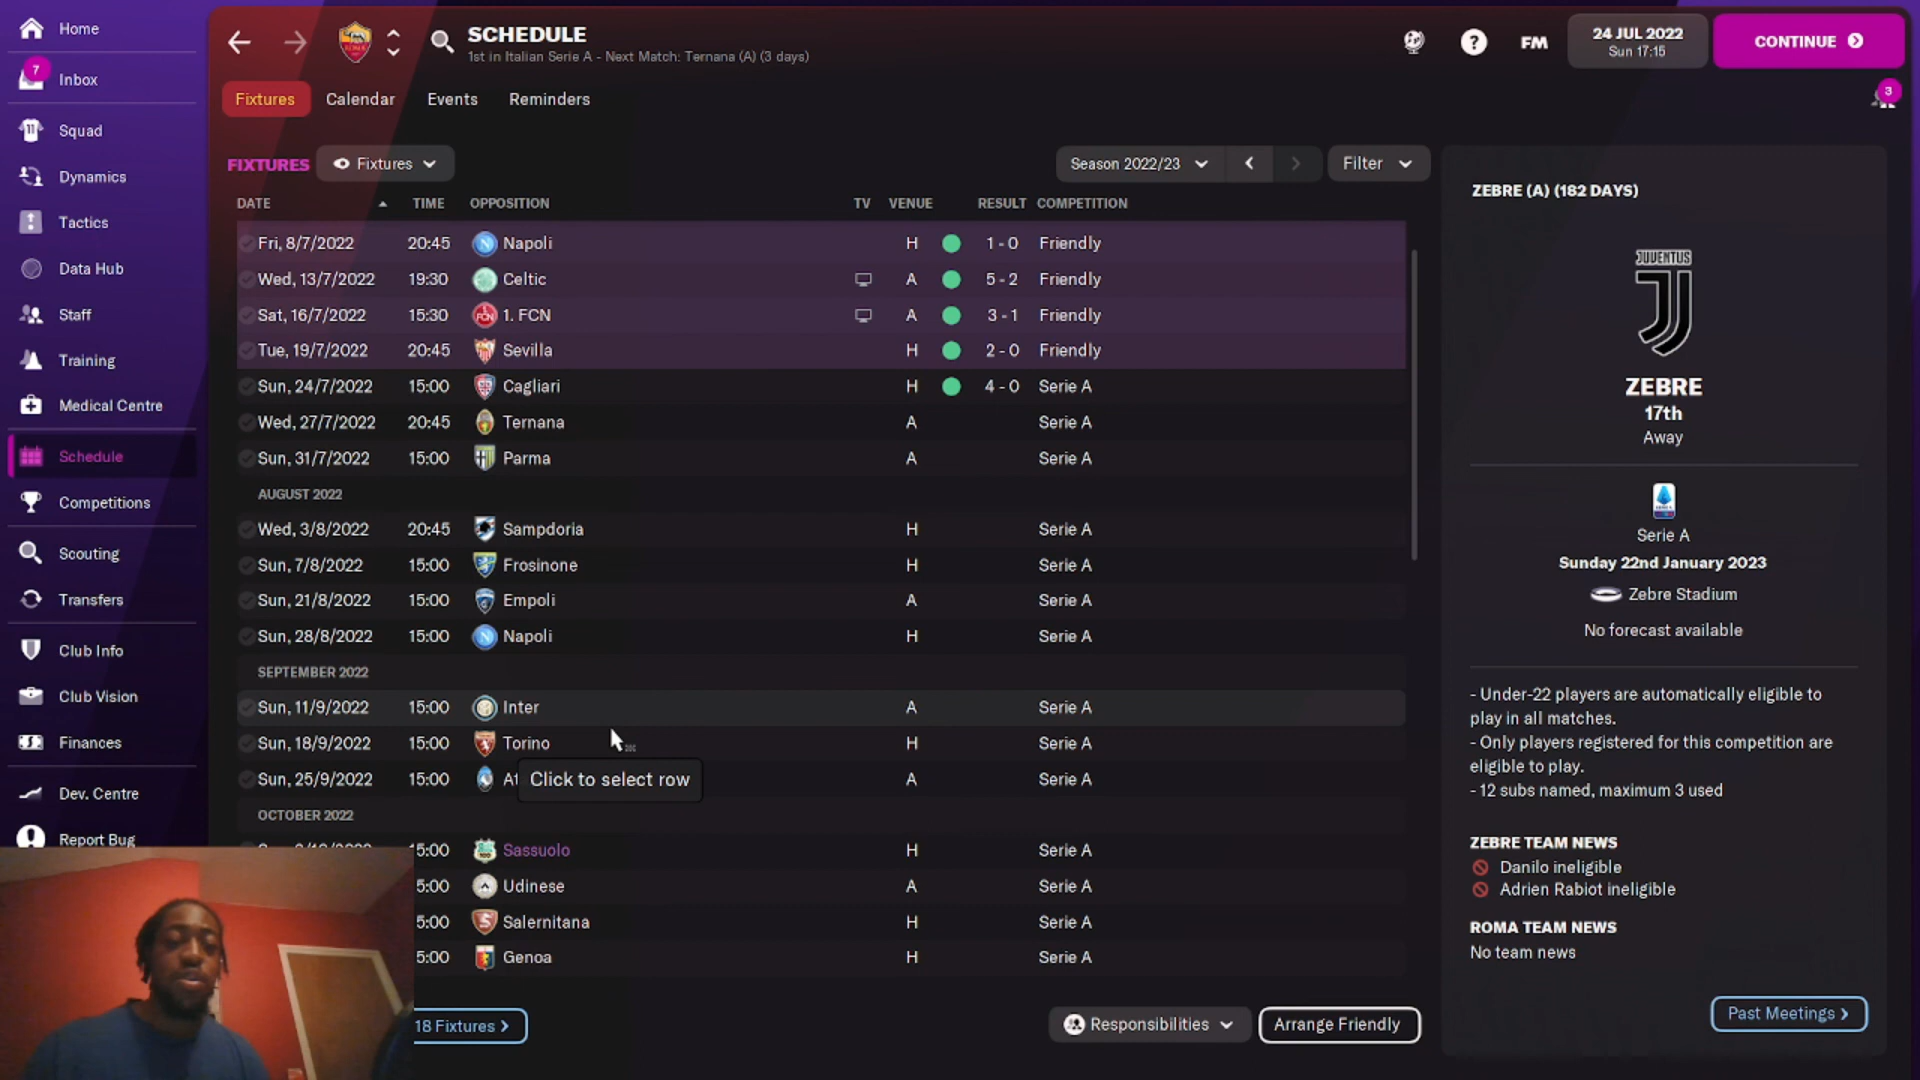 Home
7
Inbox
Squad
Dynamics
Tactics
Data Hub
Staff
Training
Medical Centre
Schedule
Competitions
Scouting
Transfers
Club Info
Club Vision
Finances
Dev. Centre
Report Bug
SCHEDULE
1st in Italian Serie A - Next Match: Ternana (A) (3 days)
FM
24 JUL 2022
Sun 17:15
CONTINUE
3
Fixtures Calendar Events Reminders
FIXTURES Fixtures Season 2022/23 Filter
DATE TIME OPPOSITION TV VENUE RESULT COMPETITION
Fri, 8/7/2022 20:45 Napoli H 1 - 0 Friendly
Wed, 13/7/2022 19:30 Celtic A 5 - 2 Friendly
Sat, 16/7/2022 15:30 1. FCN A 3 - 1 Friendly
Tue, 19/7/2022 20:45 Sevilla H 2 - 0 Friendly
Sun, 24/7/2022 15:00 Cagliari H 4 - 0 Serie A
Wed, 27/7/2022 20:45 Ternana A Serie A
Sun, 31/7/2022 15:00 Parma A Serie A
AUGUST 2022
Wed, 3/8/2022 20:45 Sampdoria H Serie A
Sun, 7/8/2022 15:00 Frosinone H Serie A
Sun, 21/8/2022 15:00 Empoli A Serie A
Sun, 28/8/2022 15:00 Napoli H Serie A
SEPTEMBER 2022
Sun, 11/9/2022 15:00 Inter A Serie A
Sun, 18/9/2022 15:00 Torino H Serie A
Sun, 25/9/2022 15:00 At A Serie A
Click to select row
OCTOBER 2022
5:00 Sassuolo H Serie A
5:00 Udinese A Serie A
5:00 Salernitana H Serie A
5:00 Genoa H Serie A
18 Fixtures > Responsibilities Arrange Friendly
ZEBRE (A) (182 DAYS)
JUVENTUS
ZEBRE
17th
Away
Serie A
Sunday 22nd January 2023
Zebre Stadium
No forecast available
- Under-22 players are automatically eligible to
play in all matches.
- Only players registered for this competition are
eligible to play.
- 12 subs named, maximum 3 used
ZEBRE TEAM NEWS
Danilo ineligible
Adrien Rabiot ineligible
ROMA TEAM NEWS
No team news
Past Meetings >